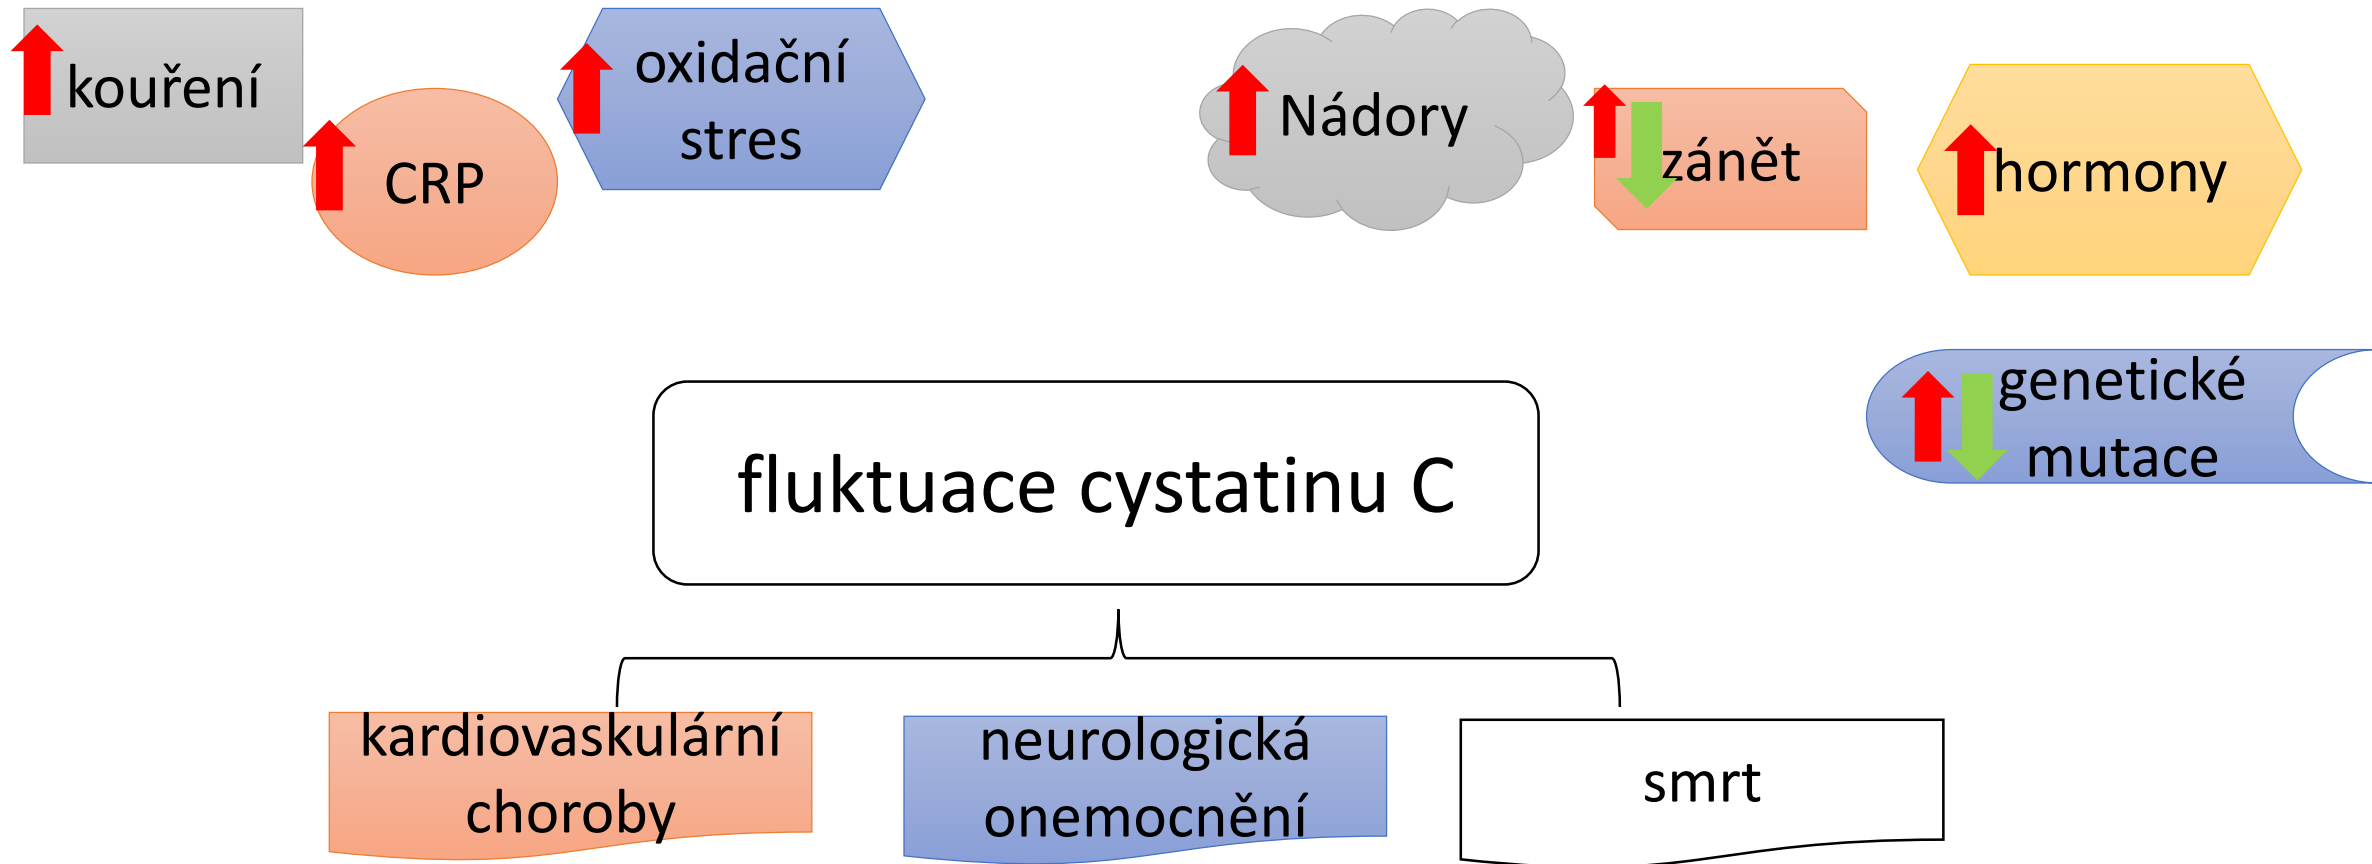 kouření
CRP
oxidační
stres
Nádory
zánět
hormony
genetické
mutace
fluktuace cystatinu C
kardiovaskulární
choroby
neurologická
onemocnění
smrt